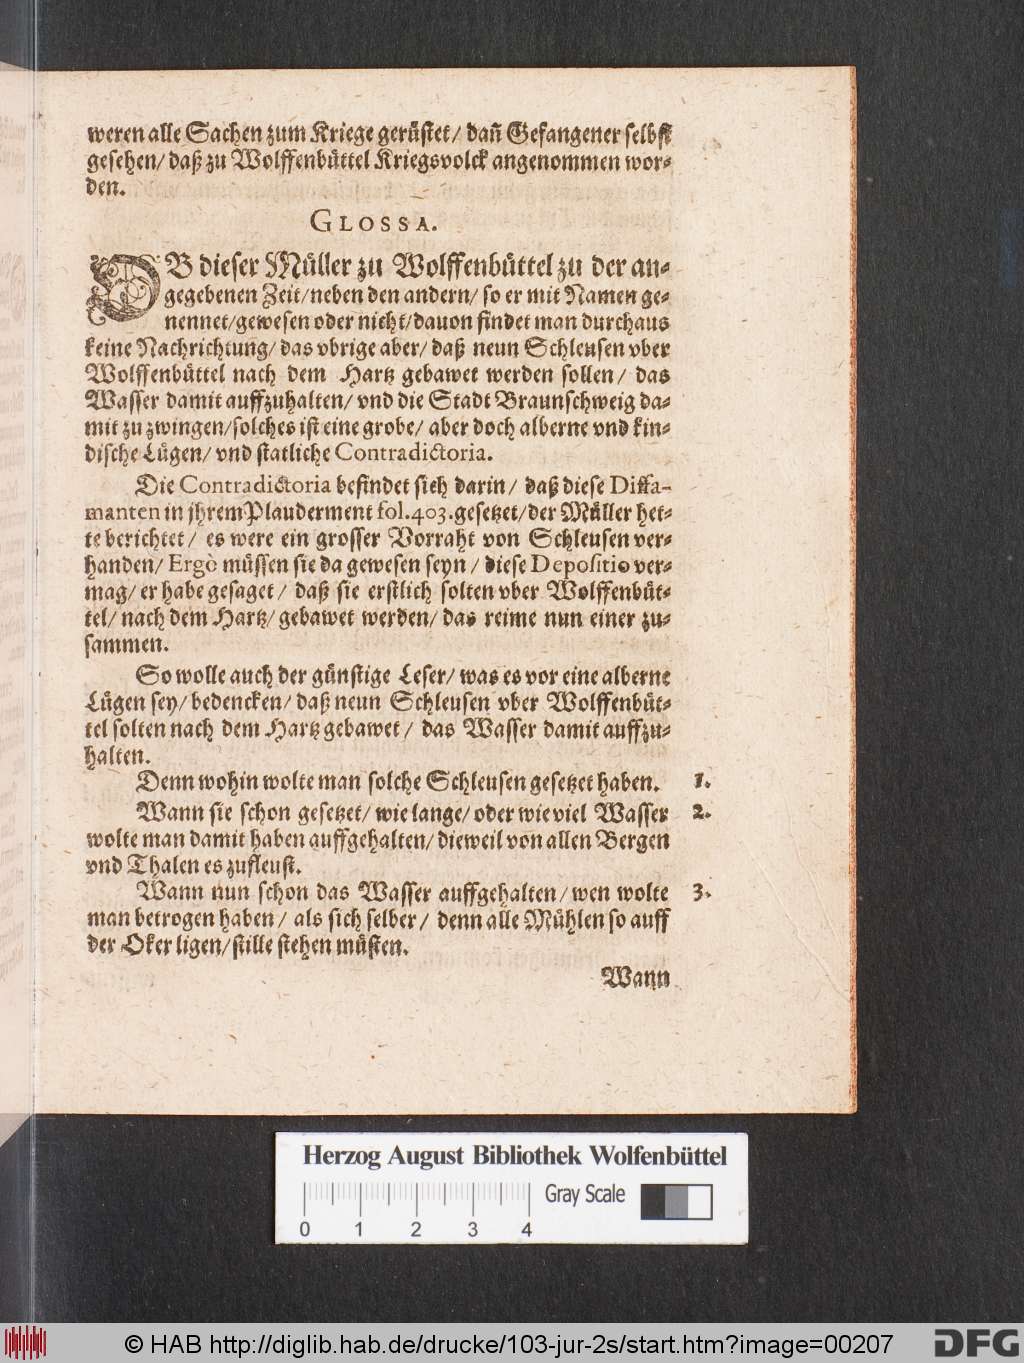 weren alle Sachen zum Kriege gerüstet/ dañ Gefangener selbst
gesehen/ daß zu Wolffenbüttel Kriegsvolck angenommen wor-
den.
GLOSSA.
OB dieser Müller zu Wolffenbüttel zu der an-
gegebenen Zeit/ neben den andern/ so er mit Namen ge-
nennet/ gewesen oder nicht/ dauon findet man durchaus
keine Nachrichtung/ das vbrige aber/ daß neun Schleusen vber
Wolffenbüttel nach dem Hartz gebawet werden sollen/ das
Wasser damit auffzuhalten/ vnd die Stadt Braunschweig da-
mit zu zwingen/ solches ist eine grobe/ aber doch alberne vnd kin-
dische Lügen/ vnd statliche Contradictoria.
Die Contradictoria befindet sich darin/ daß diese Diffa-
manten in jhrem Plauderment fol. 403. gesetzet/ der Müller het-
te berichtet/ es were ein grosser Vorraht von Schleusen ver-
handen/ Ergò müssen sie da gewesen seyn/ diese Depositio ver-
mag/ er habe gesaget/ daß sie erstlich solten vber Wolffenbüt-
tel/ nach dem Hartz/ gebawet werden/ das reime nun einer zu-
sammen.
So wolle auch der günstige Leser/ was es vor eine alberne
Lügen sey/ bedencken/ daß neun Schleusen vber Wolffenbüt-
tel solten nach dem Hartz gebawet/ das Wasser damit auffzu-
halten.
Denn wohin wolte man solche Schleusen gesetzet haben. 1.
Wann sie schon gesetzet/ wie lange/ oder wie viel Wasser 2.
wolte man damit haben auffgehalten/ dieweil von allen Bergen
vnd Thalen es zufleust.
Wann nun schon das Wasser auffgehalten/ wen wolte 3.
man betrogen haben/ als sich selber/ denn alle Mühlen so auff
der Oker ligen/ stille stehen müsten.
Wann
Herzog August Bibliothek Wolfenbüttel
Gray Scale
0 1 2 3 4
© HAB http://diglib.hab.de/drucke/103-jur-2s/start.htm?image=00207
DFG